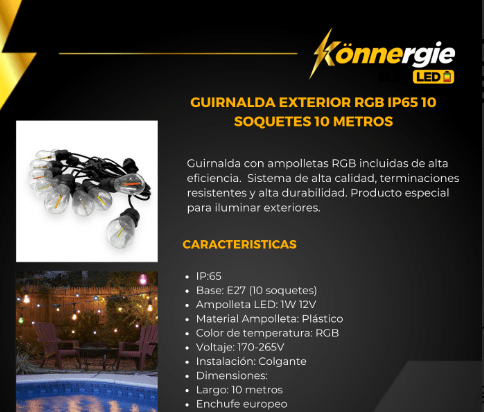 Könnergie
LED
GUIRNALDA EXTERIOR RGB IP65 10
SOQUETES 10 METROS
Guirnalda con ampolletas RGB incluidas de alta
eficiencia. Sistema de alta calidad, terminaciones
resistentes y alta durabilidad. Producto especial
para iluminar exteriores.
CARACTERISTICAS
• IP:65
• Base: E27 (10 soquetes)
• Ampolleta LED: 1W 12V
• Material Ampolleta: Plástico
• Color de temperatura: RGB
• Voltaje: 170-265V
• Instalación: Colgante
• Dimensiones:
• Largo: 10 metros
• Enchufe europeo